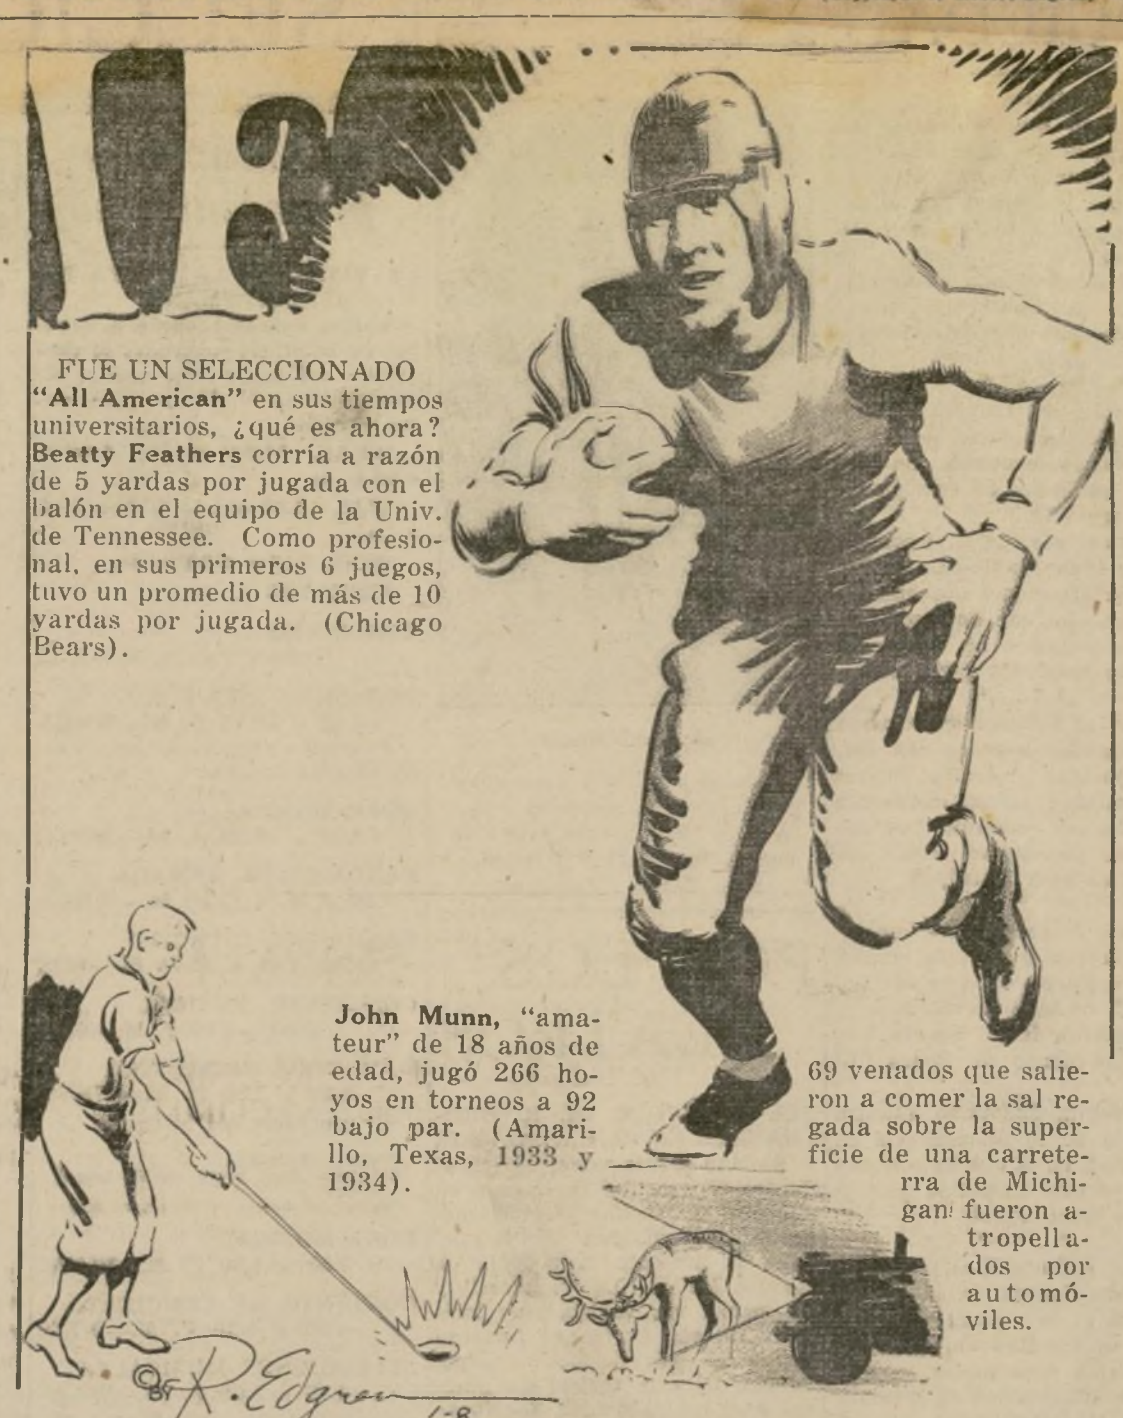 FUE UN SELECCIONADO
“All American” en sus tiempos
universitarios, ¿qué es ahora?
Beatty Feathers corría a razón
de 5 yardas por jugada con el
balón en el equipo de la Univ.
de Tennessee. Como profesio-
nal, en sus primeros 6 juegos,
tuvo un promedio de más de 10
yardas por jugada. (Chicago
Bears).
John Munn, “ama-
teur” de 18 años de
edad, jugó 266 ho-
yos en torneos a 92
bajo par. (Amari-
llo, Texas, 1933 y
1934).
69 venados que salie-
ron a comer la sal re-
gada sobre la super-
ficie de una carrete-
rra de Michi-
gan fueron a-
tropella-
dos por
automó-
viles.
© BY R. Edgren
1-8